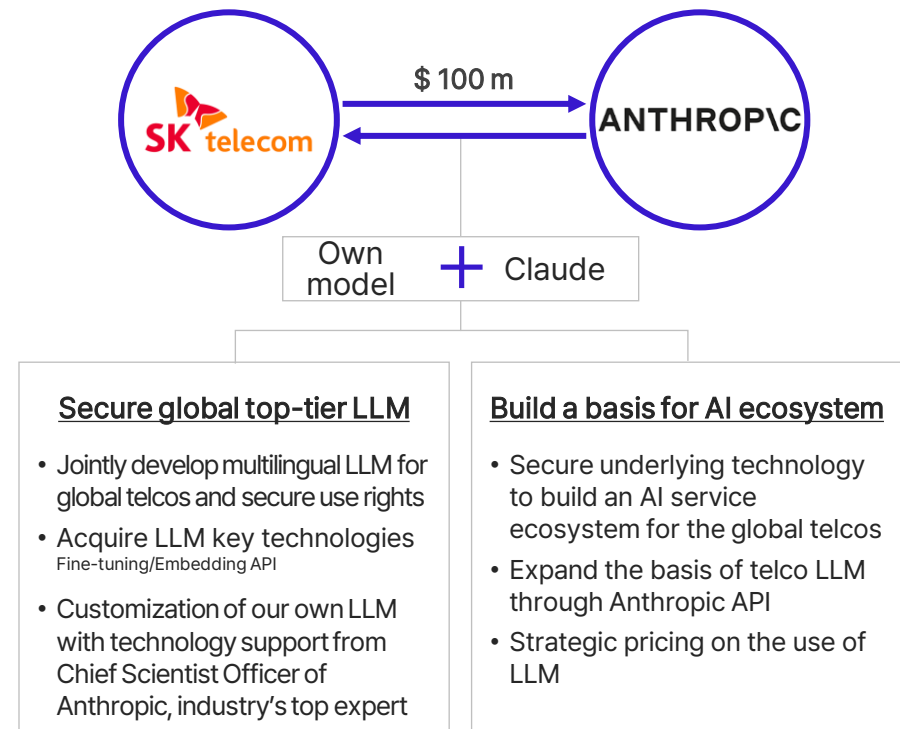 $ 100 m
SK telecom
ANTHROP\C
Own
model
+ Claude
Secure global top-tier LLM
• Jointly develop multilingual LLM for
global telcos and secure use rights
• Acquire LLM key technologies
Fine-tuning/Embedding API
• Customization of our own LLM
with technology support from
Chief Scientist Officer of
Anthropic, industry's top expert
Build a basis for AI ecosystem
• Secure underlying technology
to build an AI service
ecosystem for the global telcos
• Expand the basis of telco LLM
through Anthropic API
• Strategic pricing on the use of
LLM